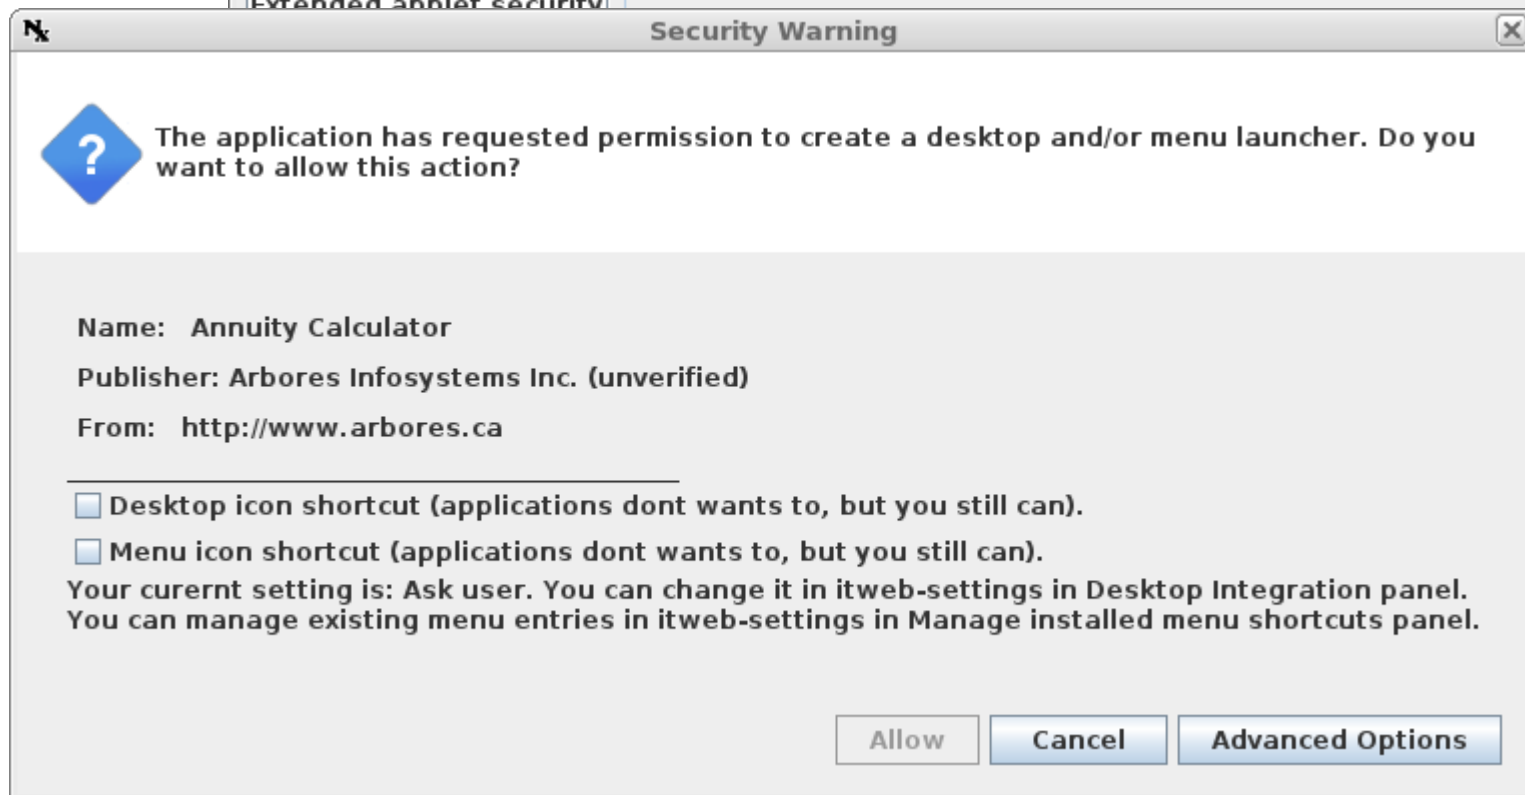 Extended applet security
Security Warning
The application has requested permission to create a desktop and/or menu launcher. Do you
want to allow this action?
Name: Annuity Calculator
Publisher: Arbores Infosystems Inc. (unverified)
From: http://www.arbores.ca
Desktop icon shortcut (applications dont wants to, but you still can).
Menu icon shortcut (applications dont wants to, but you still can).
Your curernt setting is: Ask user. You can change it in itweb-settings in Desktop Integration panel.
You can manage existing menu entries in itweb-settings in Manage installed menu shortcuts panel.
Allow Cancel Advanced Options